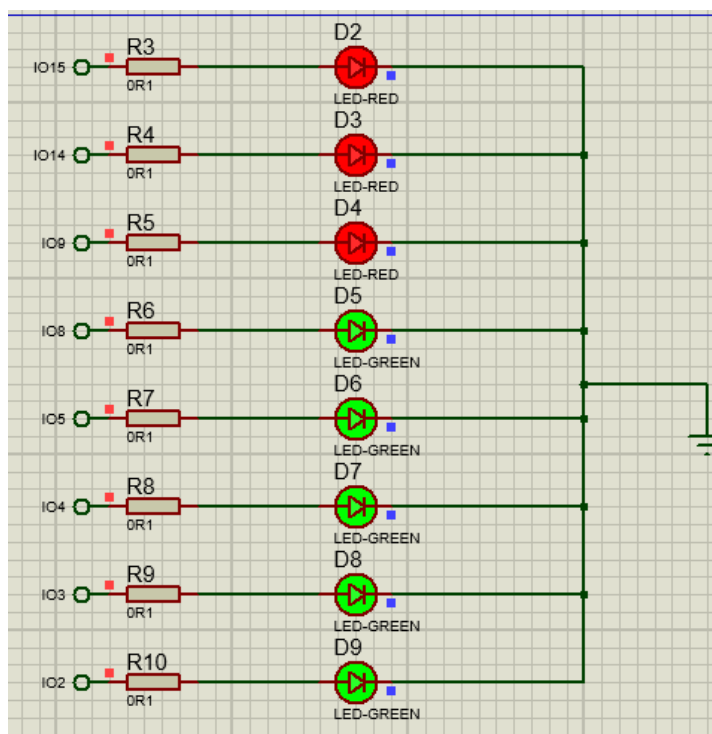 D2
R3
IO15
0R1
LED-RED
D3
R4
IO14
0R1
LED-RED
D4
R5
IO9
0R1
LED-RED
D5
R6
IO8
0R1
LED-GREEN
D6
R7
IO5
0R1
LED-GREEN
D7
R8
IO4
0R1
LED-GREEN
D8
R9
IO3
0R1
LED-GREEN
D9
R10
IO2
0R1
LED-GREEN